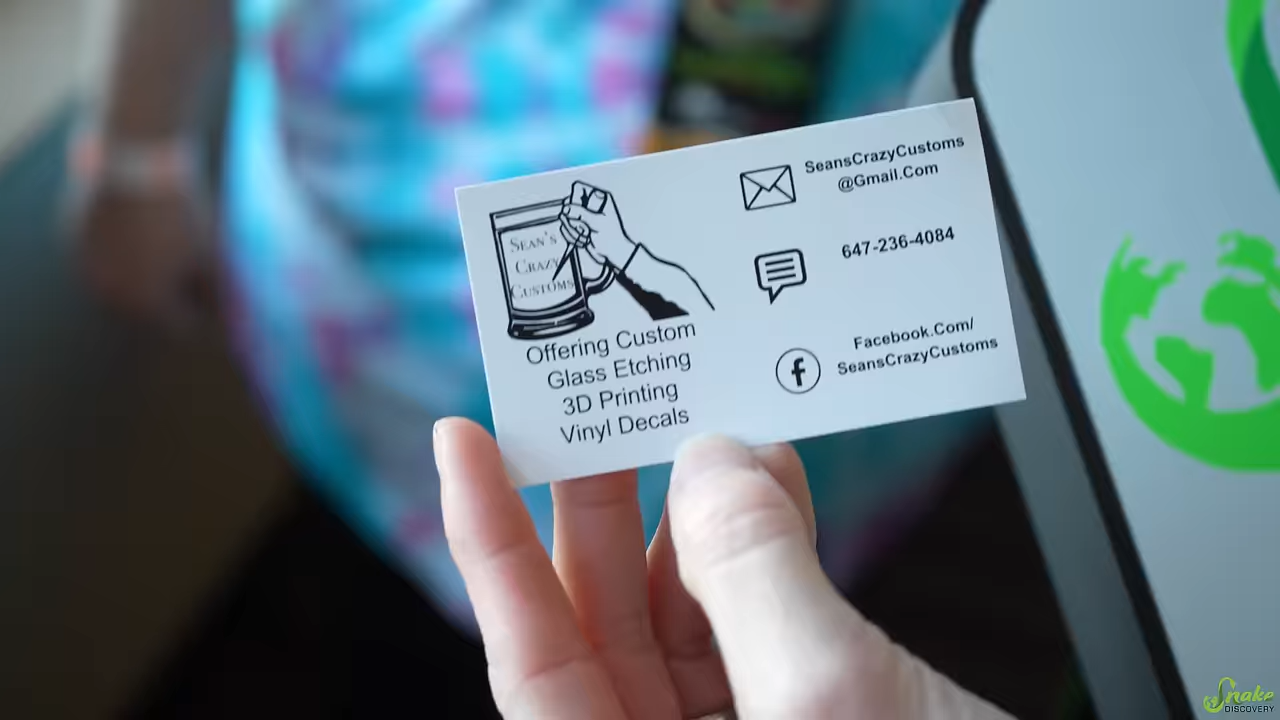 SEAN'S
CRAZY
CUSTOMS
Offering Custom
Glass Etching
3D Printing
Vinyl Decals
SeansCrazyCustoms
@Gmail.Com
647-236-4084
Facebook.Com/
SeansCrazyCustoms
Snake
DISCOVERY